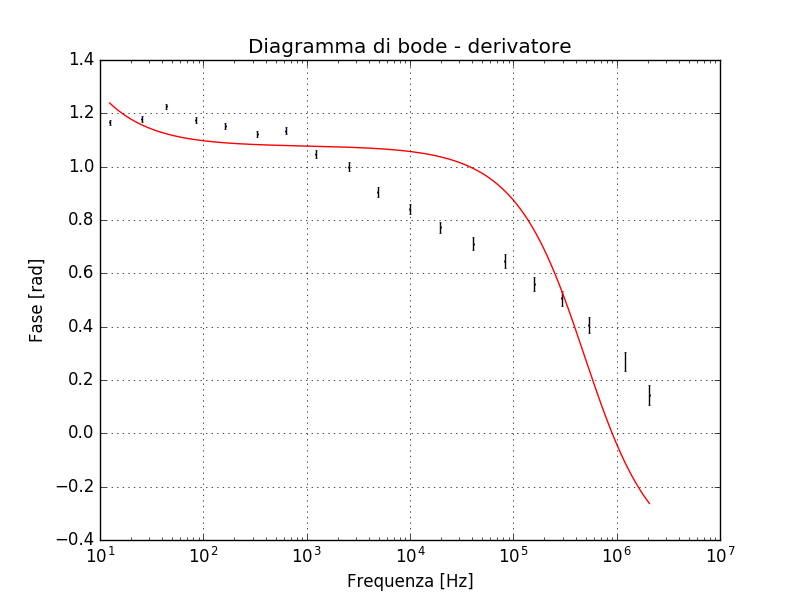 Diagramma di bode - derivatore
1.4
1.2
1.0
0.8
0.6
0.4
0.2
0.0
−0.2
−0.4
Fase [rad]
10¹ 10² 10³ 10⁴ 10⁵ 10⁶ 10⁷
Frequenza [Hz]